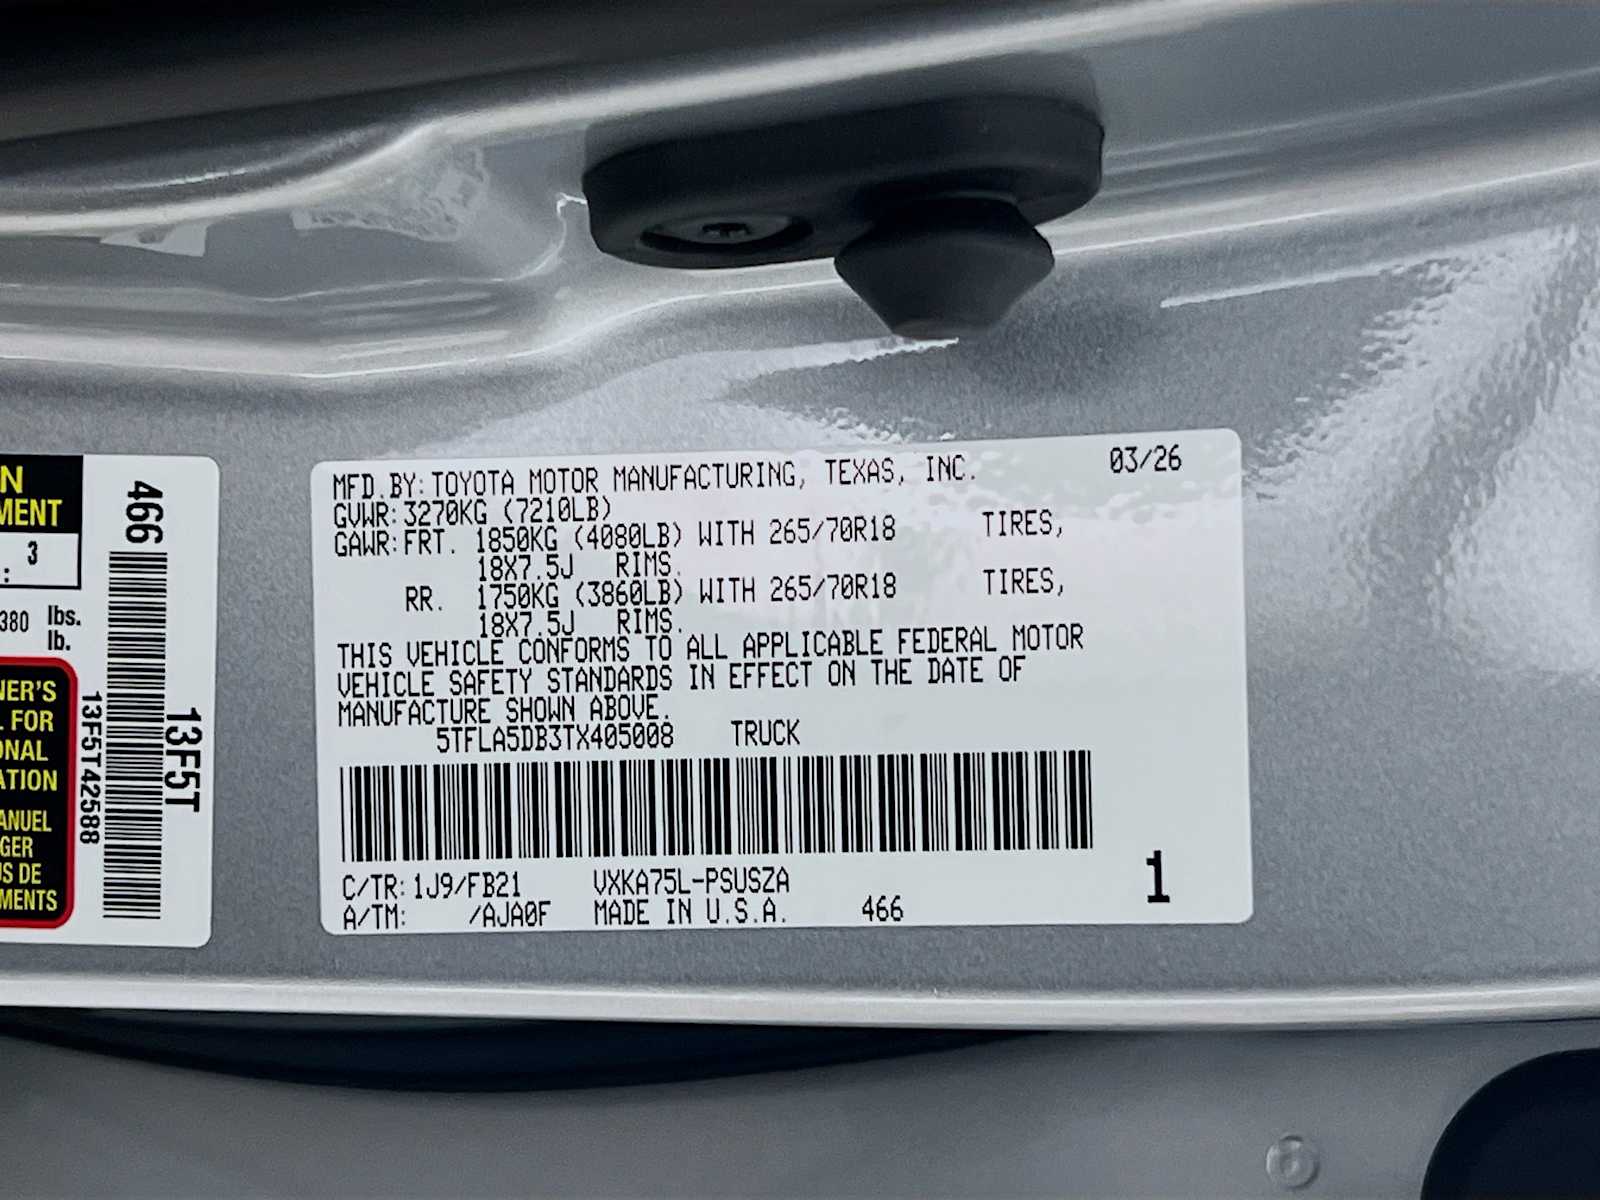 N
MENT
: 3
380 lbs.
lb.
NER'S
L FOR
ONAL
ATION
ANUEL
GER
US DE
MENTS
466
13F5T42588
13F5T
MFD.BY:TOYOTA MOTOR MANUFACTURING, TEXAS, INC. 03/26
GVWR:3270KG (7210LB)
GAWR:FRT. 1850KG (4080LB) WITH 265/70R18 TIRES,
18X7.5J RIMS.
RR. 1750KG (3860LB) WITH 265/70R18 TIRES,
18X7.5J RIMS.
THIS VEHICLE CONFORMS TO ALL APPLICABLE FEDERAL MOTOR
VEHICLE SAFETY STANDARDS IN EFFECT ON THE DATE OF
MANUFACTURE SHOWN ABOVE.
5TFLA5DB3TX405008 TRUCK
C/TR:1J9/FB21 VXKA75L-PSUSZA
A/TM: /AJA0F MADE IN U.S.A. 466
1